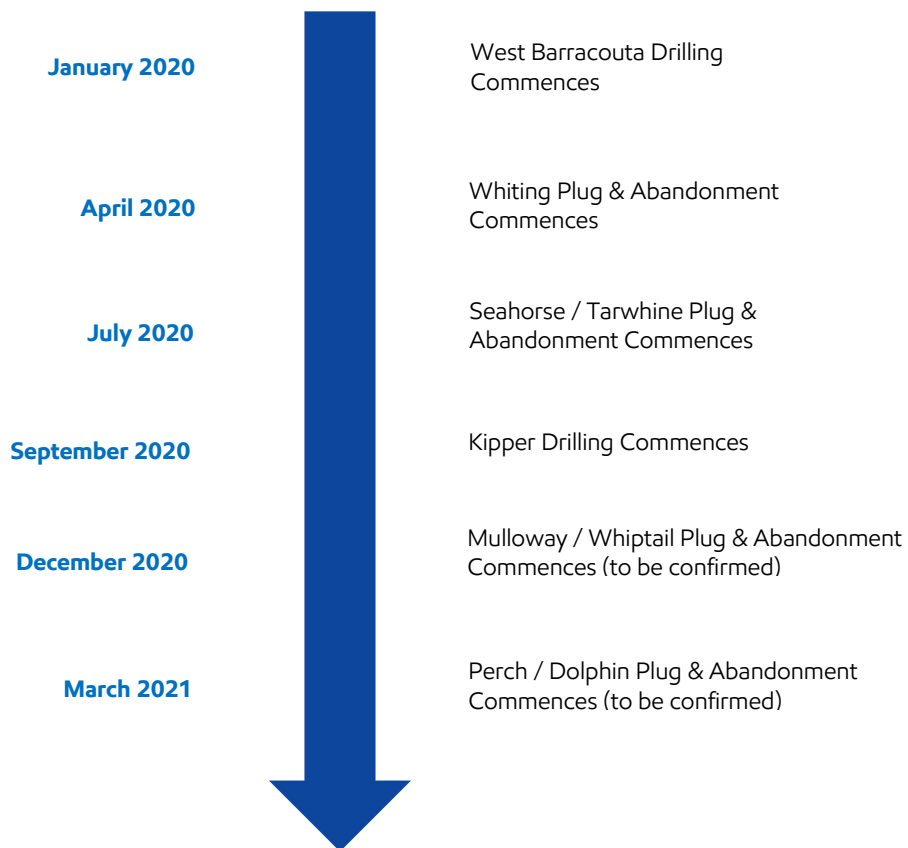 January 2020
West Barracouta Drilling
Commences
April 2020
Whiting Plug & Abandonment
Commences
July 2020
Seahorse / Tarwhine Plug &
Abandonment Commences
September 2020
Kipper Drilling Commences
December 2020
Mulloway / Whiptail Plug & Abandonment
Commences (to be confirmed)
March 2021
Perch / Dolphin Plug & Abandonment
Commences (to be confirmed)